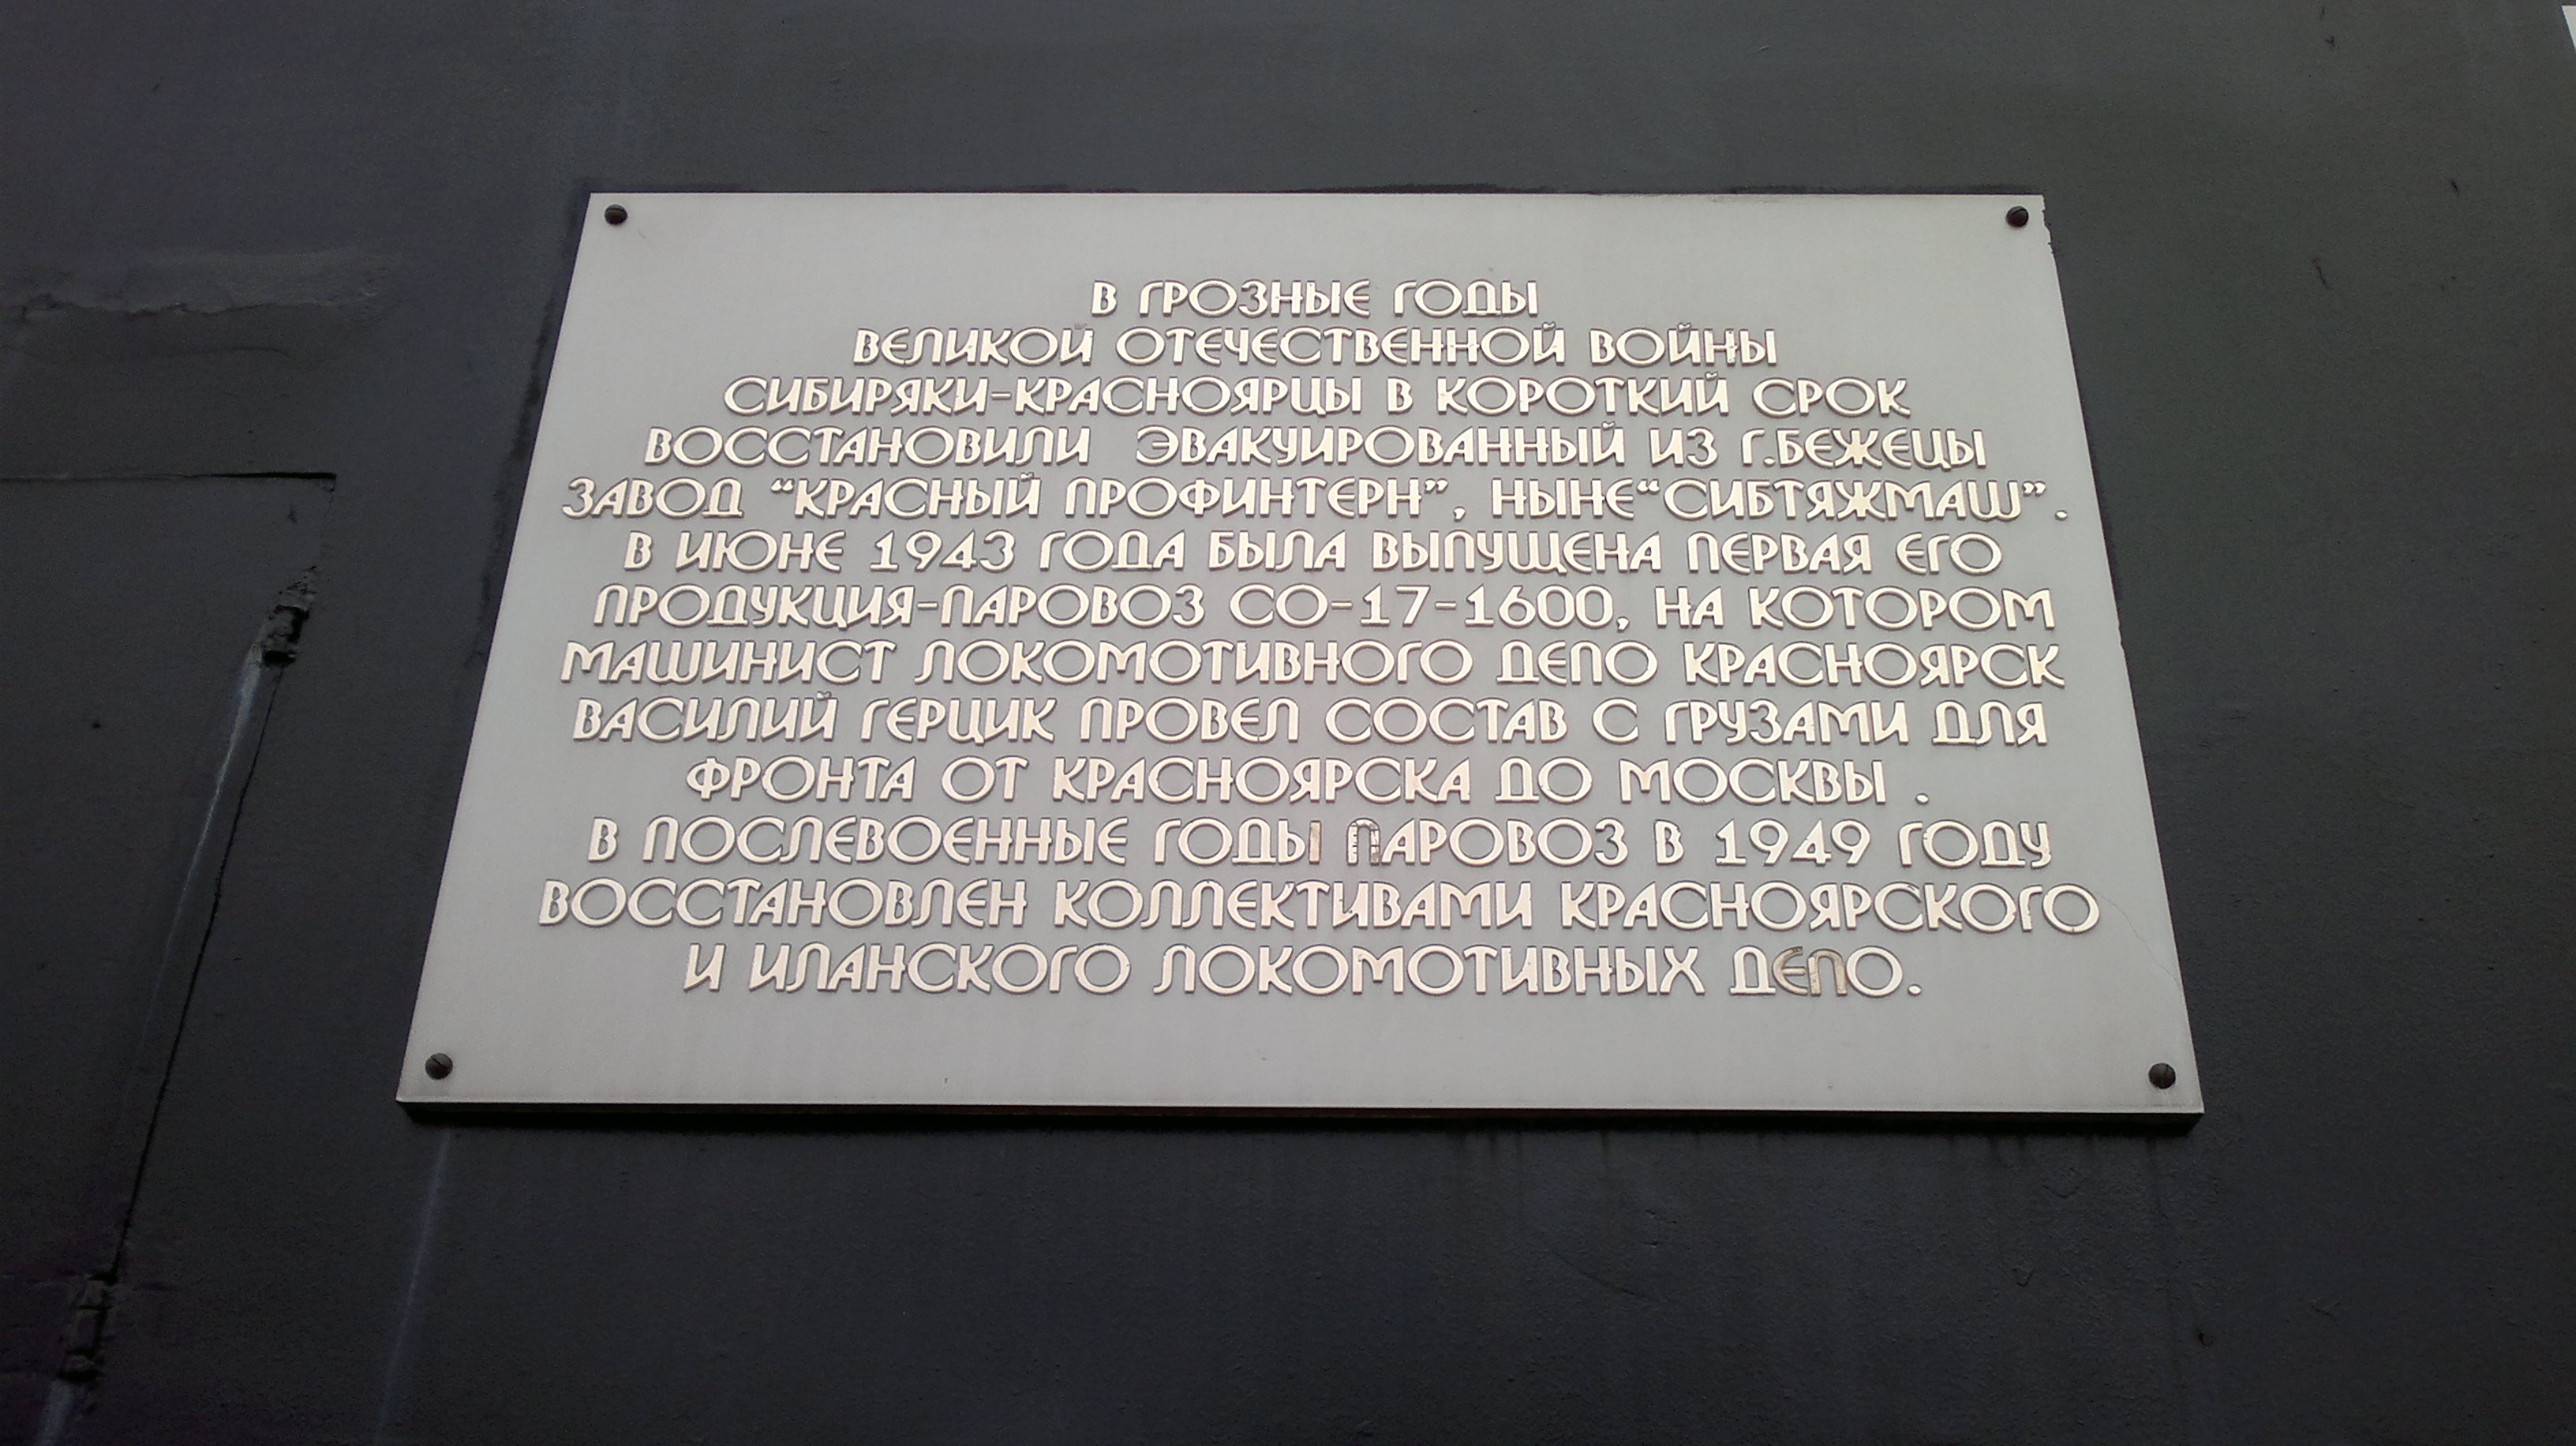 В ГРОЗНЫЕ ГОДЫ
ВЕЛИКОЙ ОТЕЧЕСТВЕННОЙ ВОЙНЫ
СИБИРЯКИ-КРАСНОЯРЦЫ В КОРОТКИЙ СРОК
ВОССТАНОВИЛИ ЭВАКУИРОВАННЫЙ ИЗ Г.БЕЖЕЦЫ
ЗАВОД “КРАСНЫЙ ПРОФИНТЕРН”, НЫНЕ“СИБТЯЖМАШ”.
В ИЮНЕ 1943 ГОДА БЫЛА ВЫПУЩЕНА ПЕРВАЯ ЕГО
ПРОДУКЦИЯ-ПАРОВОЗ СО-17-1600, НА КОТОРОМ
МАШИНИСТ ЛОКОМОТИВНОГО ДЕПО КРАСНОЯРСК
ВАСИЛИЙ ГЕРЦИК ПРОВЕЛ СОСТАВ С ГРУЗАМИ ДЛЯ
ФРОНТА ОТ КРАСНОЯРСКА ДО МОСКВЫ .
В ПОСЛЕВОЕННЫЕ ГОДЫ ПАРОВОЗ В 1949 ГОДУ
ВОССТАНОВЛЕН КОЛЛЕКТИВАМИ КРАСНОЯРСКОГО
И ИЛАНСКОГО ЛОКОМОТИВНЫХ ДЕПО.